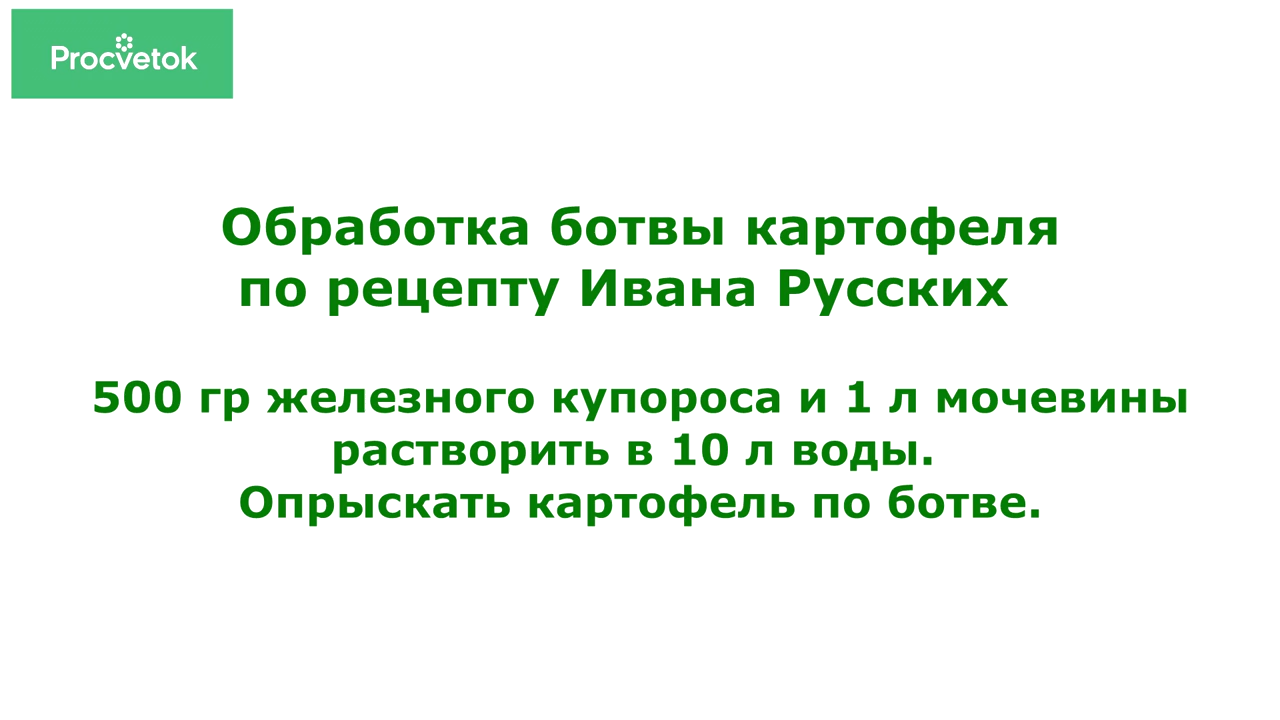 Procvetok
Обработка ботвы картофеля
по рецепту Ивана Русских
500 гр железного купороса и 1 л мочевины
растворить в 10 л воды.
Опрыскать картофель по ботве.